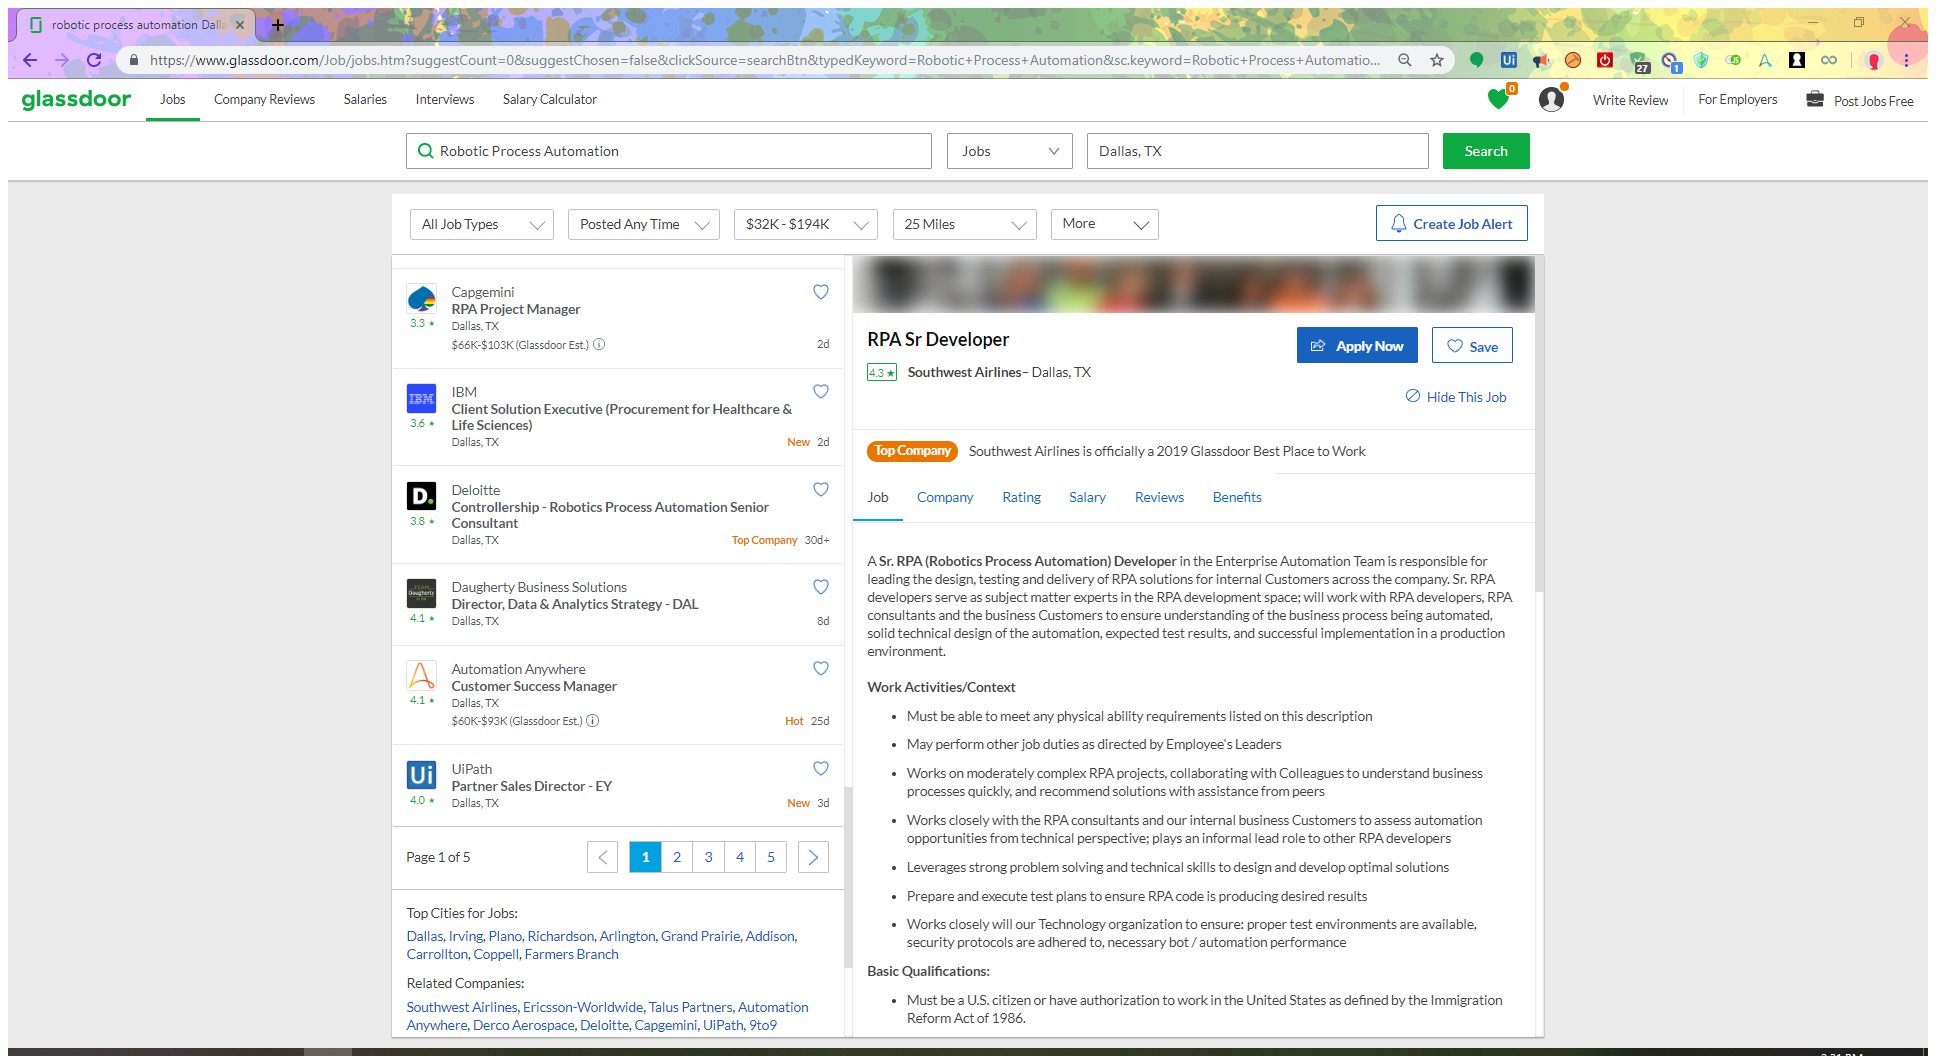 robotic process automation Dalla
https://www.glassdoor.com/Job/jobs.htm?suggestCount=0&suggestChosen=false&clickSource=searchBtn&typedKeyword=Robotic+Process+Automation&sc.keyword=Robotic+Process+Automatio...
Ui
27
1
glassdoor
Jobs
Company Reviews
Salaries
Interviews
Salary Calculator
0
Write Review
For Employers
Post Jobs Free
Robotic Process Automation
Jobs
Dallas, TX
Search
All Job Types
Posted Any Time
$32K - $194K
25 Miles
More
Create Job Alert
Capgemini
RPA Project Manager
3.3 ★
Dallas, TX
$66K-$103K (Glassdoor Est.)
2d
IBM
IBM
Client Solution Executive (Procurement for Healthcare &
Life Sciences)
3.6 ★
Dallas, TX
New 2d
D.
Deloitte
Controllership - Robotics Process Automation Senior
Consultant
3.8 ★
Dallas, TX
Top Company 30d+
Daugherty
Daugherty Business Solutions
Director, Data & Analytics Strategy - DAL
4.1 ★
Dallas, TX
8d
Automation Anywhere
Customer Success Manager
4.1 ★
Dallas, TX
$60K-$93K (Glassdoor Est.)
Hot 25d
Ui
UiPath
Partner Sales Director - EY
4.0 ★
Dallas, TX
New 3d
Page 1 of 5
1 2 3 4 5
Top Cities for Jobs:
Dallas, Irving, Plano, Richardson, Arlington, Grand Prairie, Addison,
Carrollton, Coppell, Farmers Branch
Related Companies:
Southwest Airlines, Ericsson-Worldwide, Talus Partners, Automation
Anywhere, Derco Aerospace, Deloitte, Capgemini, UiPath, 9to9
RPA Sr Developer
Apply Now
Save
4.3 ★ Southwest Airlines– Dallas, TX
Hide This Job
Top Company Southwest Airlines is officially a 2019 Glassdoor Best Place to Work
Job
Company
Rating
Salary
Reviews
Benefits
A Sr. RPA (Robotics Process Automation) Developer in the Enterprise Automation Team is responsible for
leading the design, testing and delivery of RPA solutions for internal Customers across the company. Sr. RPA
developers serve as subject matter experts in the RPA development space; will work with RPA developers, RPA
consultants and the business Customers to ensure understanding of the business process being automated,
solid technical design of the automation, expected test results, and successful implementation in a production
environment.
Work Activities/Context
• Must be able to meet any physical ability requirements listed on this description
• May perform other job duties as directed by Employee's Leaders
• Works on moderately complex RPA projects, collaborating with Colleagues to understand business
processes quickly, and recommend solutions with assistance from peers
• Works closely with the RPA consultants and our internal business Customers to assess automation
opportunities from technical perspective; plays an informal lead role to other RPA developers
• Leverages strong problem solving and technical skills to design and develop optimal solutions
• Prepare and execute test plans to ensure RPA code is producing desired results
• Works closely will our Technology organization to ensure: proper test environments are available,
security protocols are adhered to, necessary bot / automation performance
Basic Qualifications:
• Must be a U.S. citizen or have authorization to work in the United States as defined by the Immigration
Reform Act of 1986.